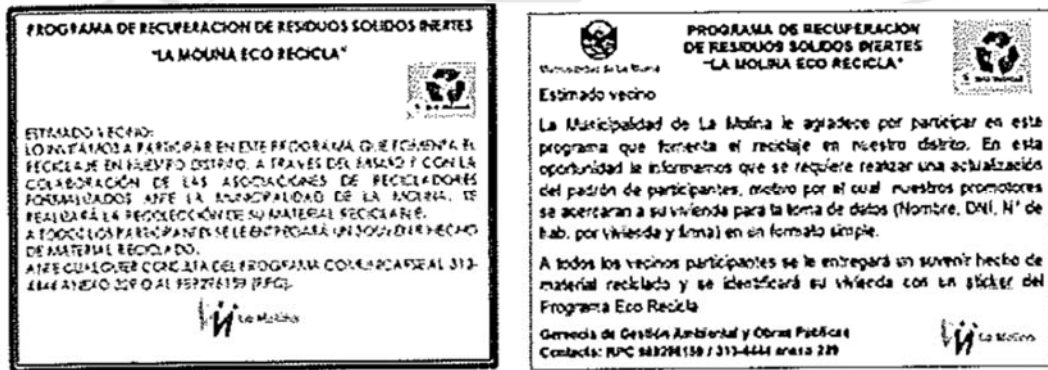 PROGRAMA DE RECUPERACION DE RESIDUOS SOLIDOS INERTES
"LA MOLINA ECO RECICLA"
ESTIMADO VECINO:
LO INVITAMOS A PARTICIPAR EN ESTE PROGRAMA QUE FOMENTA EL
RECICLAJE EN NUESTRO DISTRITO, A TRAVES DEL MISMO Y CON LA
COLABORACIÓN DE LAS ASOCIACIONES DE RECICLADORES
FORMALIZADOS ANTE LA MUNICIPALIDAD DE LA MOLINA, SE
REALIZARÁ LA RECOLECCIÓN DE SU MATERIAL RECICLABLE.
A TODOS LOS PARTICIPANTES SE LE ENTREGARÁ UN SOUVENIR HECHO
DE MATERIAL RECICLADO.
ANTE CUALQUIER CONSULTA DEL PROGRAMA COMUNICARSE AL 313-
4444 ANEXO O AL (RPC).
La Molina
Municipalidad de La Molina
PROGRAMA DE RECUPERACION
DE RESIDUOS SOLIDOS INERTES
"LA MOLINA ECO RECICLA"
Estimado vecino
La Municipalidad de La Molina le agradece por participar en este
programa que fomenta el reciclaje en nuestro distrito. En esta
oportunidad le informamos que se requiere realizar una actualización
del padrón de participantes, motivo por el cual nuestros promotores
se acercaran a su vivienda para la toma de datos (Nombre, DNI, N° de
hab. por vivienda y firma) en un formato simple.
A todos los vecinos participantes se le entregará un suvenir hecho de
material reciclado y se identificará su vivienda con un sticker del
Programa Eco Recicla
Gerencia de Gestión Ambiental y Obras Públicas
Contacto: RPC / 313-4444 anexo 229
La Molina